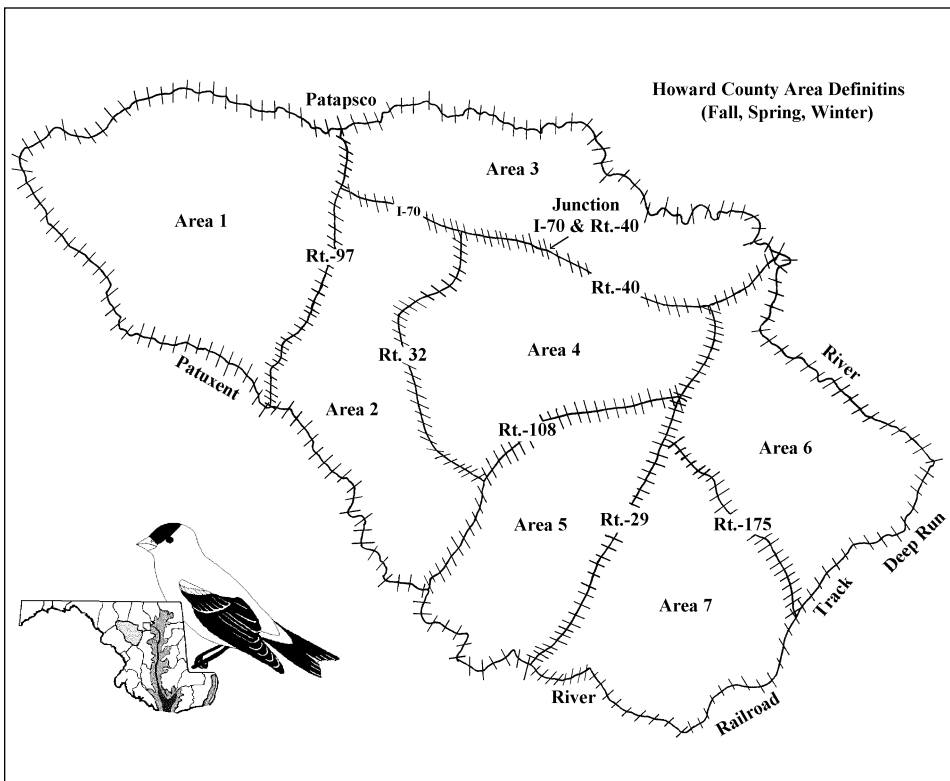 Howard County Area Definitins
(Fall, Spring, Winter)
Patapsco
Area 3
Junction
I-70 & Rt.-40
I-70
Area 1
Rt.-97
Rt.-40
Rt. 32
Area 4
River
Patuxent
Area 2
Rt.-108
Area 6
Area 5
Rt.-29
Rt.-175
Deep Run
Track
Area 7
River
Railroad